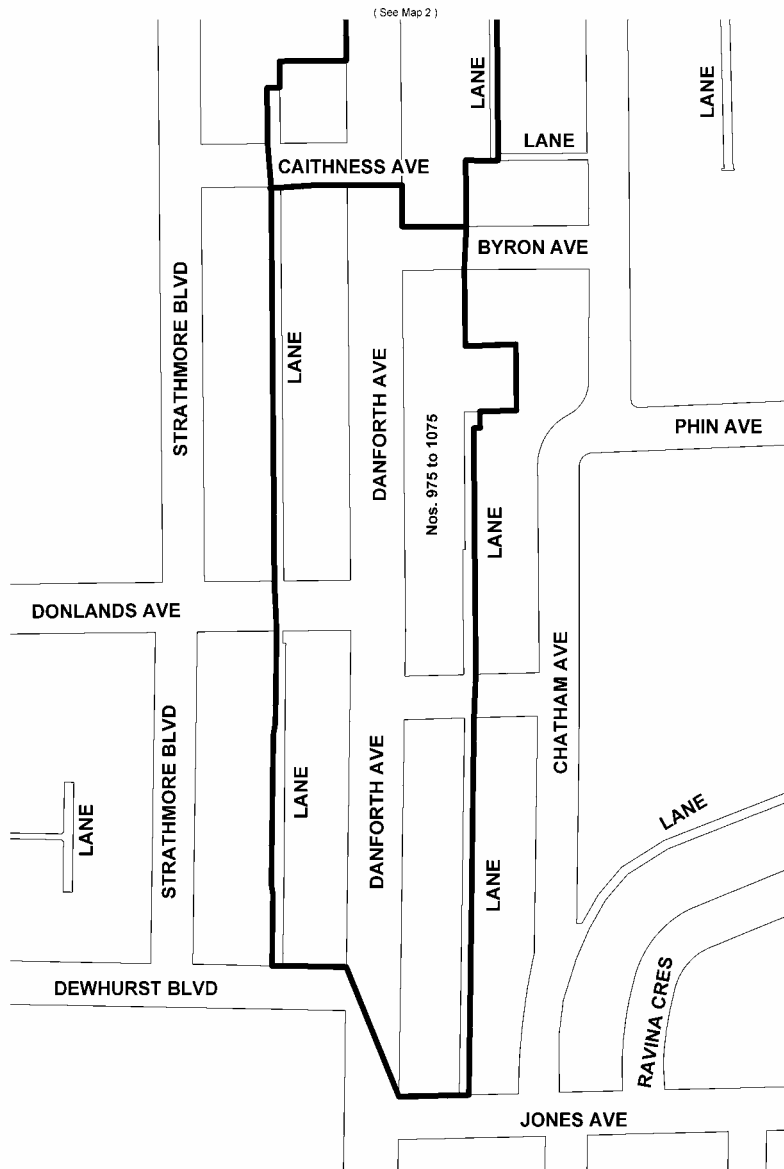 ( See Map 2 )
LANE
LANE
LANE
CAITHNESS AVE
BYRON AVE
STRATHMORE BLVD
LANE
DANFORTH AVE
Nos. 975 to 1075
PHIN AVE
LANE
DONLANDS AVE
CHATHAM AVE
STRATHMORE BLVD
LANE
DANFORTH AVE
LANE
LANE
LANE
DEWHURST BLVD
RAVINA CRES
JONES AVE